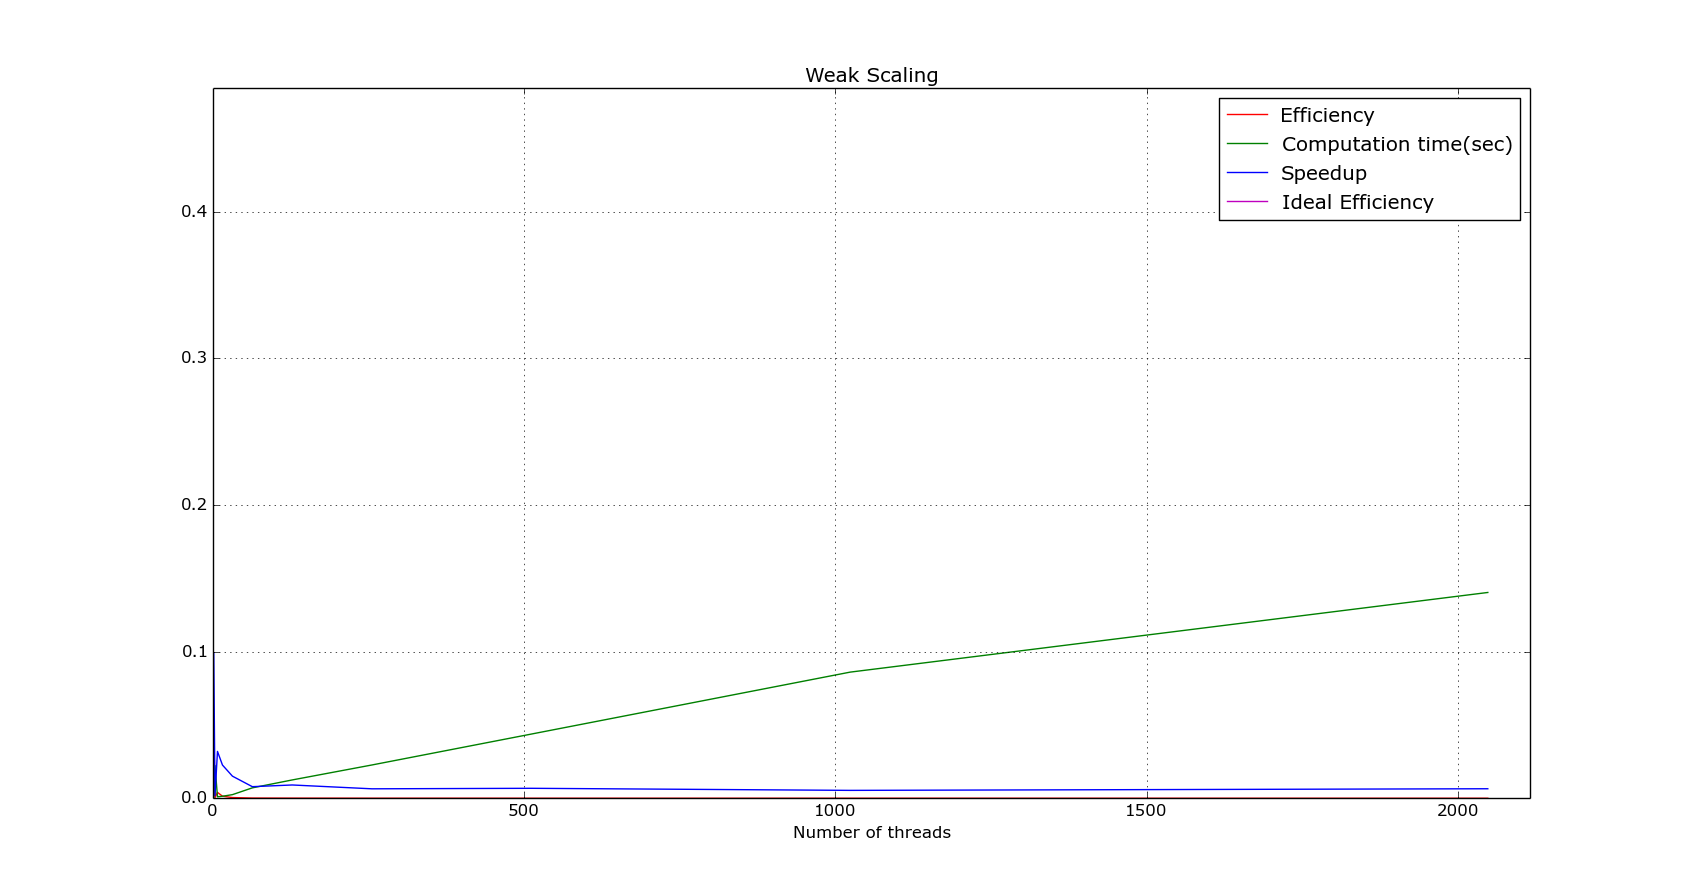 Weak Scaling
Efficiency
Computation time(sec)
Speedup
Ideal Efficiency
0.4
0.3
0.2
0.1
0.0
0 500 1000 1500 2000
Number of threads